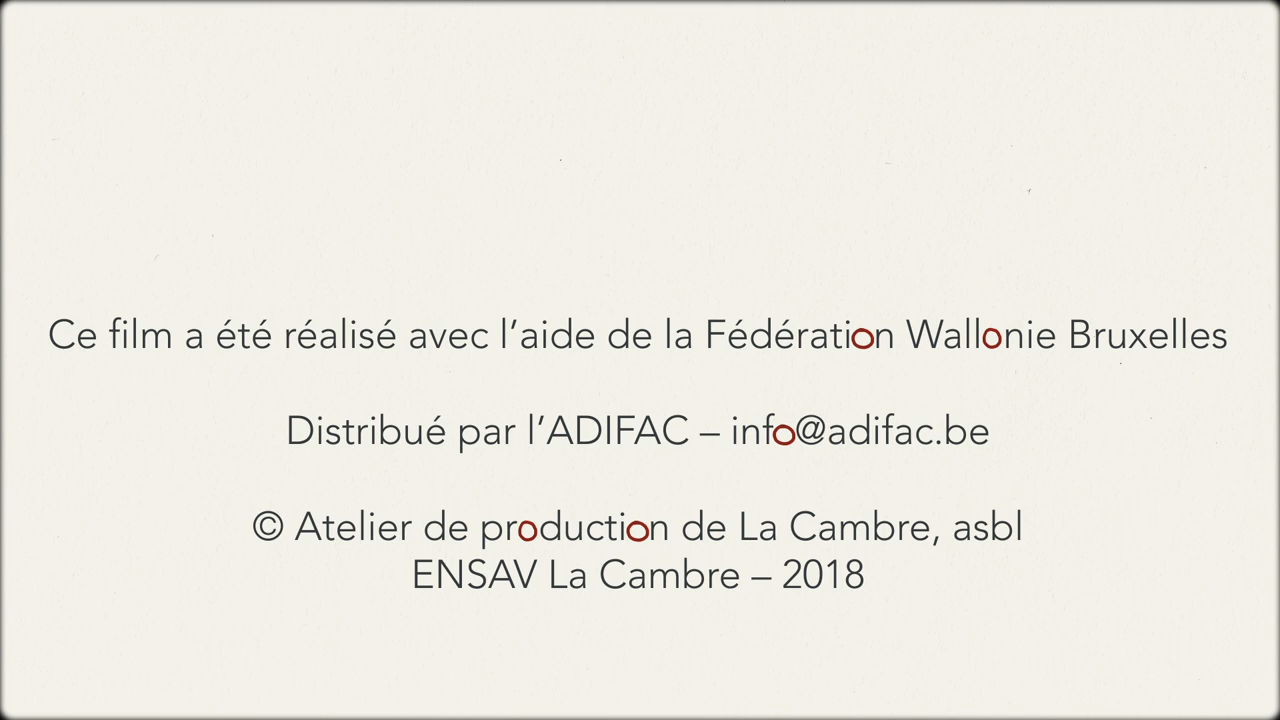 Ce film a été réalisé avec l’aide de la Fédération Wallonie Bruxelles
Distribué par l’ADIFAC – info@adifac.be
© Atelier de production de La Cambre, asbl
ENSAV La Cambre – 2018